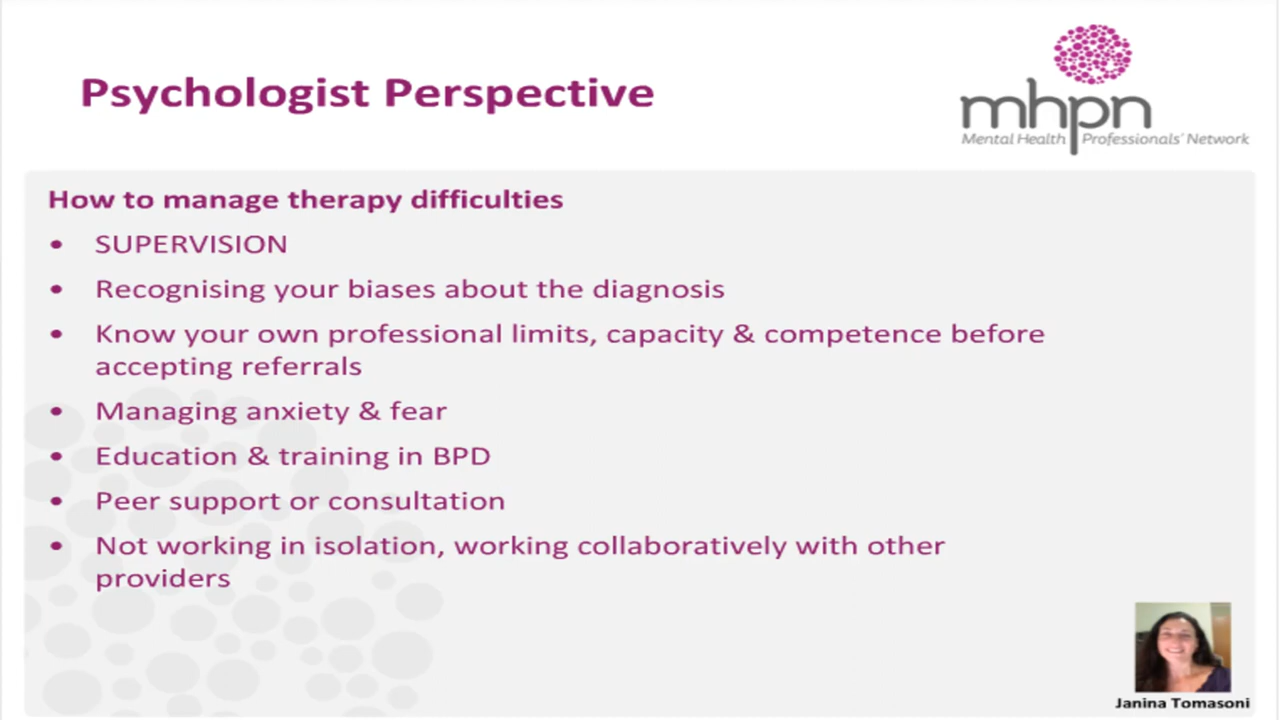 Psychologist Perspective
mhpn
Mental Health Professionals' Network
How to manage therapy difficulties
• SUPERVISION
• Recognising your biases about the diagnosis
• Know your own professional limits, capacity & competence before
accepting referrals
• Managing anxiety & fear
• Education & training in BPD
• Peer support or consultation
• Not working in isolation, working collaboratively with other
providers
Janina Tomasoni